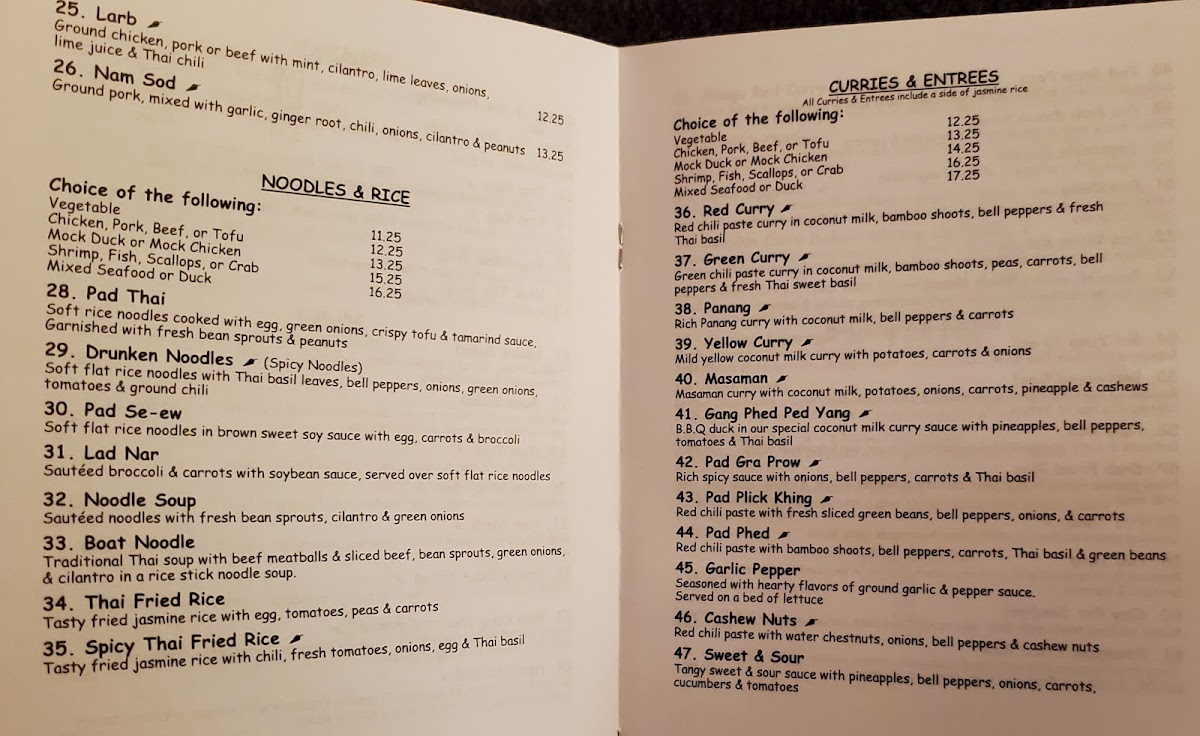 25. Larb
Ground chicken, pork or beef with mint, cilantro, lime leaves, onions,
lime juice & Thai chili 12.25
26. Nam Sod
Ground pork, mixed with garlic, ginger root, chili, onions, cilantro & peanuts 13.25
NOODLES & RICE
Choice of the following:
Vegetable 11.25
Chicken, Pork, Beef, or Tofu 12.25
Mock Duck or Mock Chicken 13.25
Shrimp, Fish, Scallops, or Crab 15.25
Mixed Seafood or Duck 16.25
28. Pad Thai
Soft rice noodles cooked with egg, green onions, crispy tofu & tamarind sauce,
Garnished with fresh bean sprouts & peanuts
29. Drunken Noodles (Spicy Noodles)
Soft flat rice noodles with Thai basil leaves, bell peppers, onions, green onions,
tomatoes & ground chili
30. Pad Se-ew
Soft flat rice noodles in brown sweet soy sauce with egg, carrots & broccoli
31. Lad Nar
Sautéed broccoli & carrots with soybean sauce, served over soft flat rice noodles
32. Noodle Soup
Sautéed noodles with fresh bean sprouts, cilantro & green onions
33. Boat Noodle
Traditional Thai soup with beef meatballs & sliced beef, bean sprouts, green onions,
& cilantro in a rice stick noodle soup.
34. Thai Fried Rice
Tasty fried jasmine rice with egg, tomatoes, peas & carrots
35. Spicy Thai Fried Rice
Tasty fried jasmine rice with chili, fresh tomatoes, onions, egg & Thai basil
CURRIES & ENTREES
All Curries & Entrees include a side of jasmine rice
Choice of the following:
Vegetable 12.25
Chicken, Pork, Beef, or Tofu 13.25
Mock Duck or Mock Chicken 14.25
Shrimp, Fish, Scallops, or Crab 16.25
Mixed Seafood or Duck 17.25
36. Red Curry
Red chili paste curry in coconut milk, bamboo shoots, bell peppers & fresh
Thai basil
37. Green Curry
Green chili paste curry in coconut milk, bamboo shoots, peas, carrots, bell
peppers & fresh Thai sweet basil
38. Panang
Rich Panang curry with coconut milk, bell peppers & carrots
39. Yellow Curry
Mild yellow coconut milk curry with potatoes, carrots & onions
40. Masaman
Masaman curry with coconut milk, potatoes, onions, carrots, pineapple & cashews
41. Gang Phed Ped Yang
B.B.Q duck in our special coconut milk curry sauce with pineapples, bell peppers,
tomatoes & Thai basil
42. Pad Gra Prow
Rich spicy sauce with onions, bell peppers, carrots & Thai basil
43. Pad Plick Khing
Red chili paste with fresh sliced green beans, bell peppers, onions, & carrots
44. Pad Phed
Red chili paste with bamboo shoots, bell peppers, carrots, Thai basil & green beans
45. Garlic Pepper
Seasoned with hearty flavors of ground garlic & pepper sauce.
Served on a bed of lettuce
46. Cashew Nuts
Red chili paste with water chestnuts, onions, bell peppers & cashew nuts
47. Sweet & Sour
Tangy sweet & sour sauce with pineapples, bell peppers, onions, carrots,
cucumbers & tomatoes